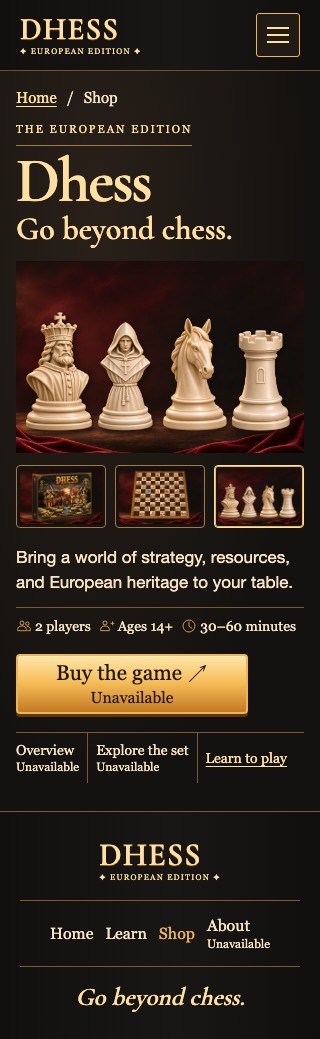 DHESS
✦ EUROPEAN EDITION ✦
Home / Shop
THE EUROPEAN EDITION
Dhess
Go beyond chess.
DHESS
Bring a world of strategy, resources,
and European heritage to your table.
2 players Ages 14+ 30–60 minutes
Buy the game ↗
Unavailable
Overview
Unavailable
Explore the set
Unavailable
Learn to play
DHESS
✦ EUROPEAN EDITION ✦
Home Learn Shop About
Unavailable
Go beyond chess.